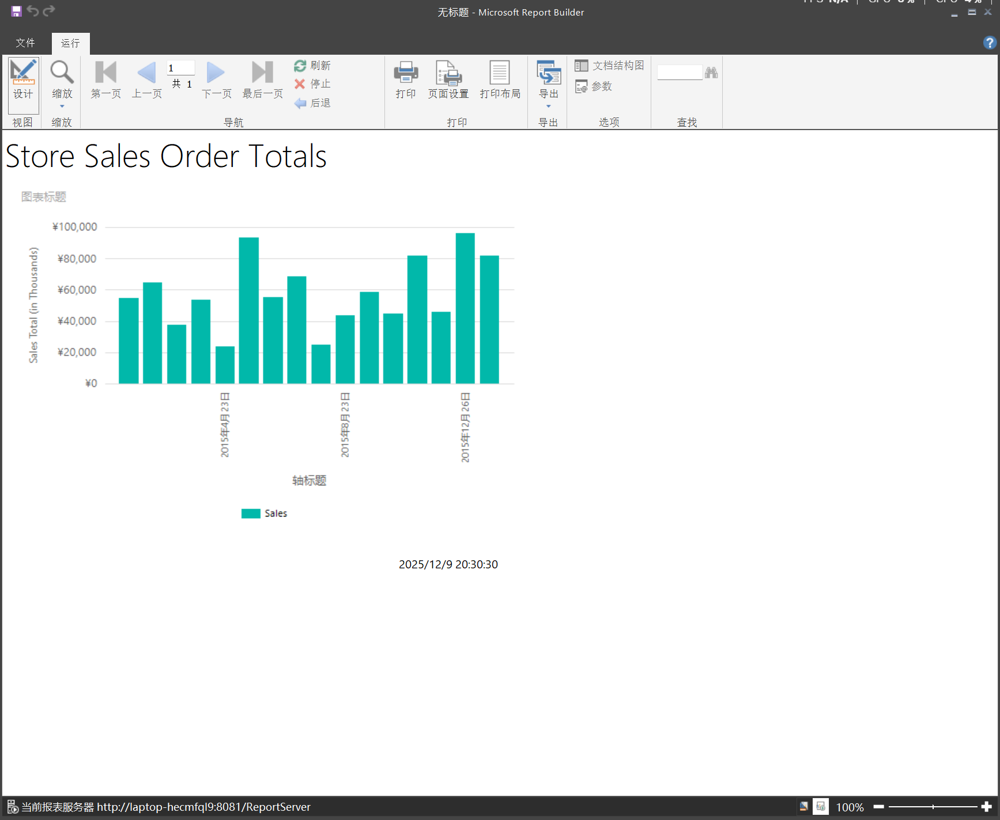 无标题 - Microsoft Report Builder
文件
运行
设计
视图
缩放
缩放
第一页
上一页
1
共 1
下一页
最后一页
刷新
停止
后退
导航
打印
页面设置
打印布局
打印
导出
导出
文档结构图
参数
选项
查找
Store Sales Order Totals
图表标题
Sales Total (in Thousands)
¥100,000
¥80,000
¥60,000
¥40,000
¥20,000
¥0
2015年4月23日
2015年8月23日
2015年12月26日
轴标题
Sales
2025/12/9 20:30:30
当前报表服务器 http://laptop-hecmfql9:8081/ReportServer
100%